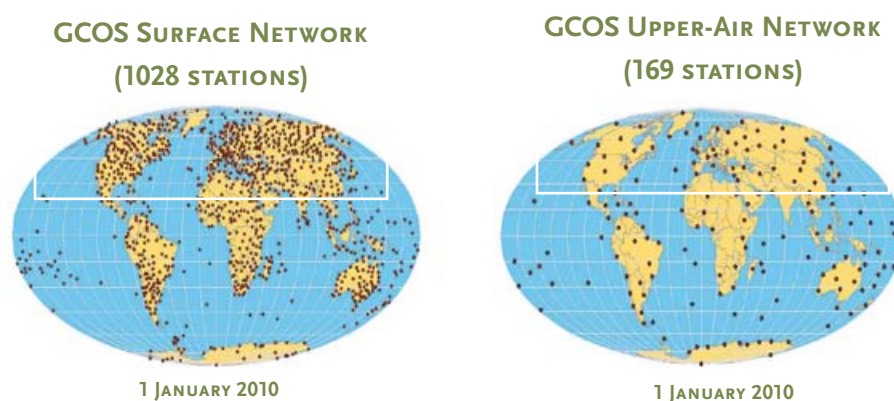 GCOS Surface Network
(1028 stations)
1 January 2010
GCOS Upper-Air Network
(169 stations)
1 January 2010